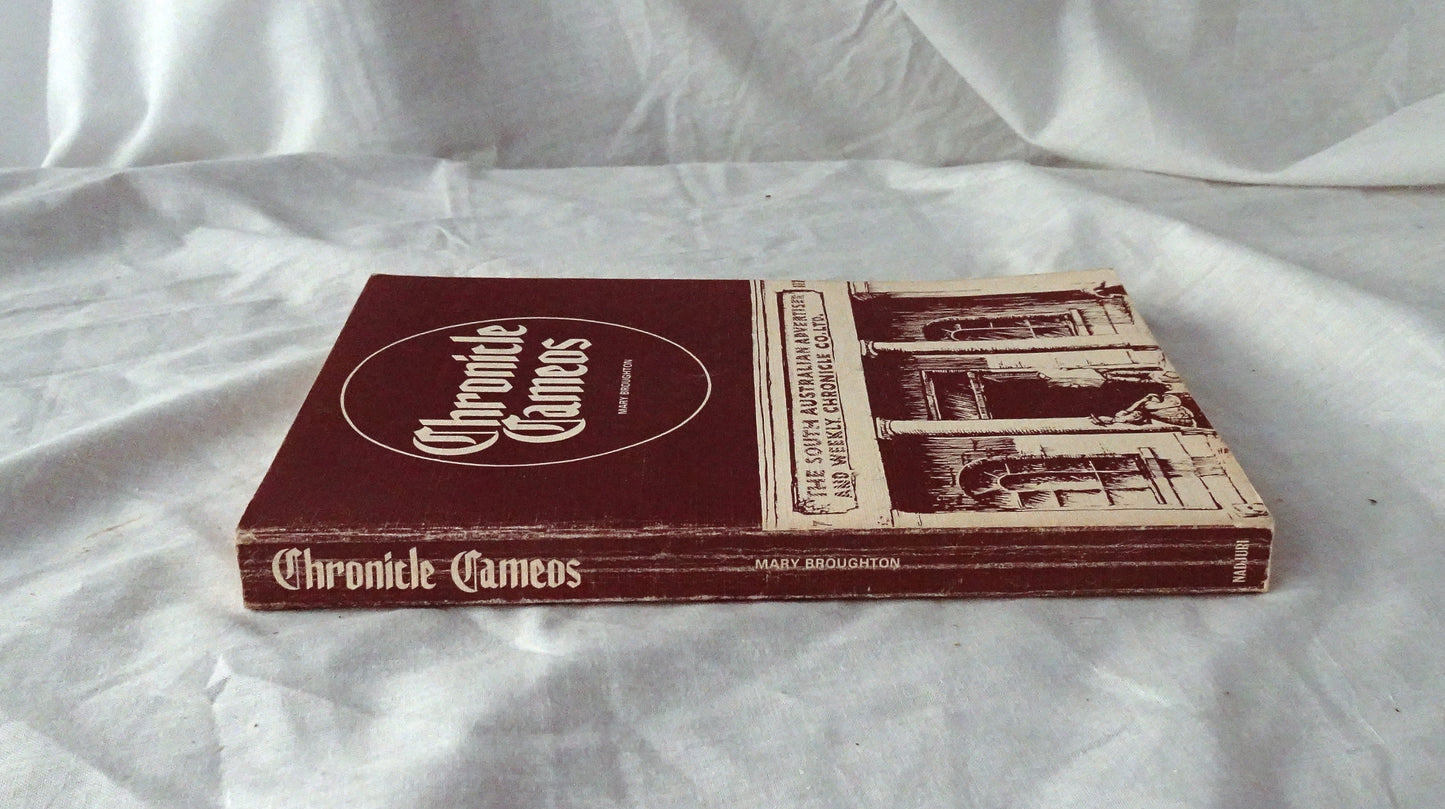 Chronicle
Cameos
MARY BROUGHTON
THE SOUTH AUSTRALIAN ADVERTISER
AND WEEKLY CHRONICLE CO. LTD.
Chronicle Cameos
MARY BROUGHTON
NADJURI